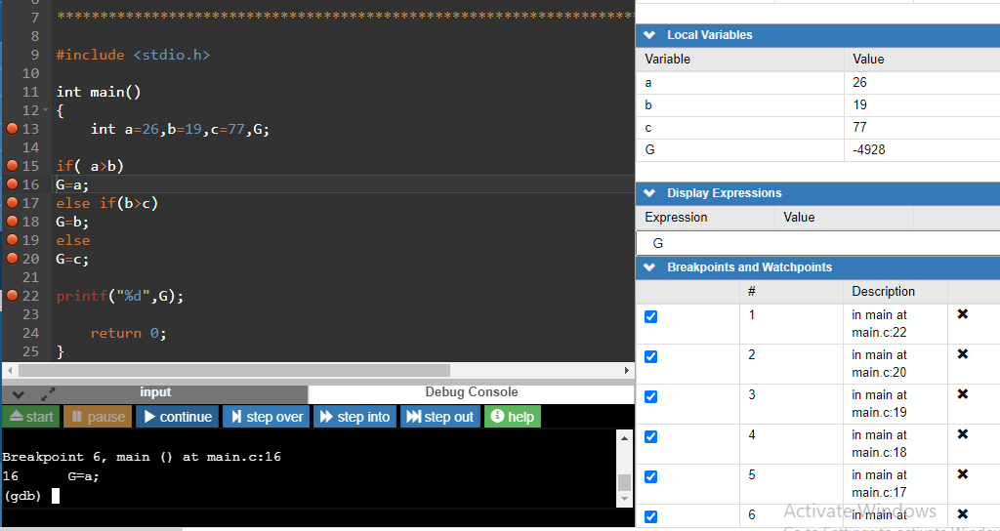 7 ******************************************************************
8
9 #include <stdio.h>
10
11 int main()
12 {
13 int a=26,b=19,c=77,G;
14
15 if( a>b)
16 G=a;
17 else if(b>c)
18 G=b;
19 else
20 G=c;
21
22 printf("%d",G);
23
24 return 0;
25 }
input Debug Console
start pause continue step over step into step out help
Breakpoint 6, main () at main.c:16
16 G=a;
(gdb)
Local Variables
Variable Value
a 26
b 19
c 77
G -4928
Display Expressions
Expression Value
G
Breakpoints and Watchpoints
# Description
1 in main at
main.c:22
2 in main at
main.c:20
3 in main at
main.c:19
4 in main at
main.c:18
5 in main at
main.c:17
6 in main at
Activate Windows